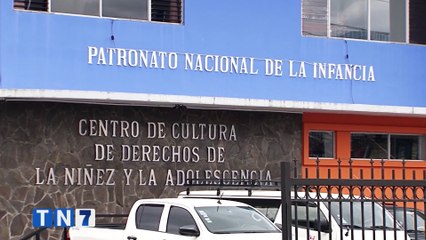 PATRONATO NACIONAL DE LA INFANCIA
CENTRO DE CULTURA
DE DERECHOS DE
LA NIÑEZ Y LA ADOLESCENCIA
TN7